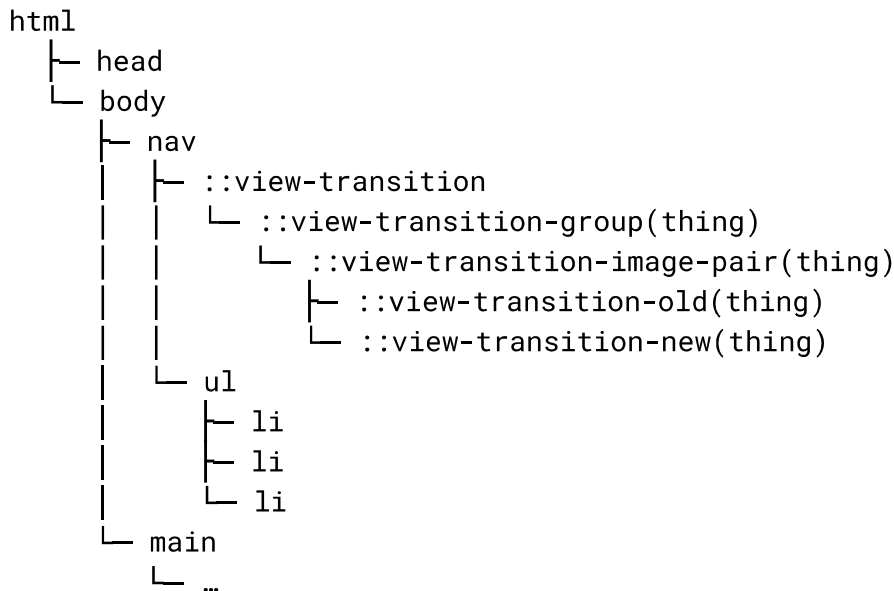 html
├─ head
└─ body
├─ nav
├─ ::view-transition
└─ ::view-transition-group(thing)
└─ ::view-transition-image-pair(thing)
├─ ::view-transition-old(thing)
└─ ::view-transition-new(thing)
└─ ul
├─ li
├─ li
└─ li
└─ main
└─ …